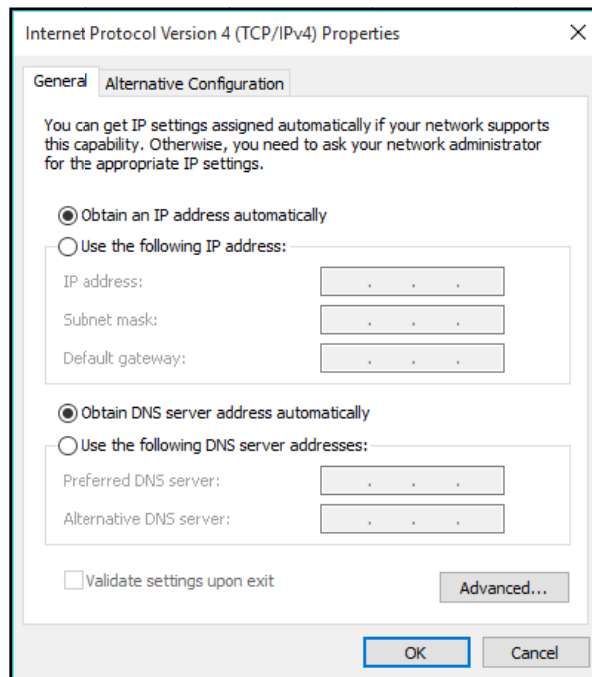 Internet Protocol Version 4 (TCP/IPv4) Properties
General
Alternative Configuration
You can get IP settings assigned automatically if your network supports
this capability. Otherwise, you need to ask your network administrator
for the appropriate IP settings.
Obtain an IP address automatically
Use the following IP address:
IP address:
Subnet mask:
Default gateway:
Obtain DNS server address automatically
Use the following DNS server addresses:
Preferred DNS server:
Alternative DNS server:
Validate settings upon exit
Advanced...
OK
Cancel